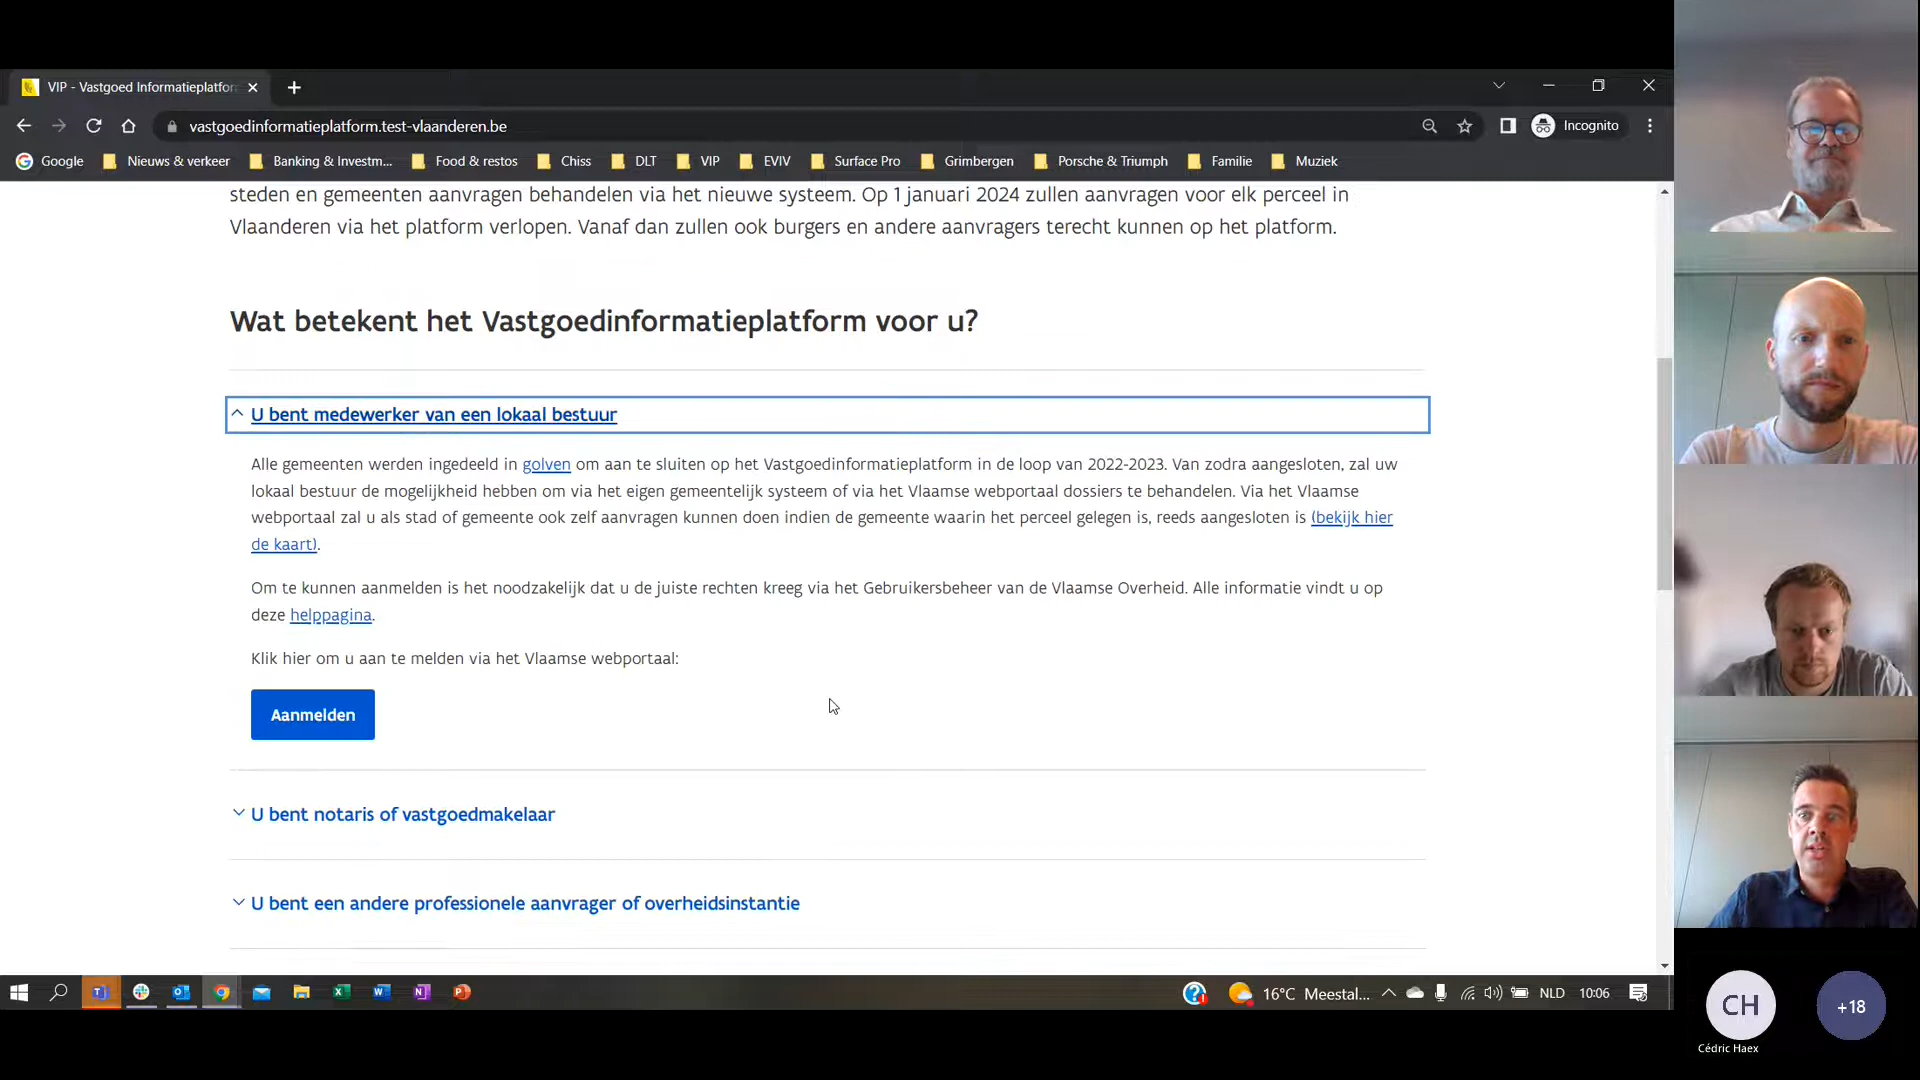 VIP - Vastgoed Informatieplatfor
vastgoedinformatieplatform.test-vlaanderen.be
Incognito
Google
Nieuws & verkeer
Banking & Investm...
Food & restos
Chiss
DLT
VIP
EVIV
Surface Pro
Grimbergen
Porsche & Triumph
Familie
Muziek
steden en gemeenten aanvragen behandelen via het nieuwe systeem. Op 1 januari 2024 zullen aanvragen voor elk perceel in
Vlaanderen via het platform verlopen. Vanaf dan zullen ook burgers en andere aanvragers terecht kunnen op het platform.
Wat betekent het Vastgoedinformatieplatform voor u?
U bent medewerker van een lokaal bestuur
Alle gemeenten werden ingedeeld in golven om aan te sluiten op het Vastgoedinformatieplatform in de loop van 2022-2023. Van zodra aangesloten, zal uw
lokaal bestuur de mogelijkheid hebben om via het eigen gemeentelijk systeem of via het Vlaamse webportaal dossiers te behandelen. Via het Vlaamse
webportaal zal u als stad of gemeente ook zelf aanvragen kunnen doen indien de gemeente waarin het perceel gelegen is, reeds aangesloten is (bekijk hier
de kaart).
Om te kunnen aanmelden is het noodzakelijk dat u de juiste rechten kreeg via het Gebruikersbeheer van de Vlaamse Overheid. Alle informatie vindt u op
deze helppagina.
Klik hier om u aan te melden via het Vlaamse webportaal:
Aanmelden
U bent notaris of vastgoedmakelaar
U bent een andere professionele aanvrager of overheidsinstantie
16°C Meestal...
NLD
10:06
CH
+18
Cédric Haex